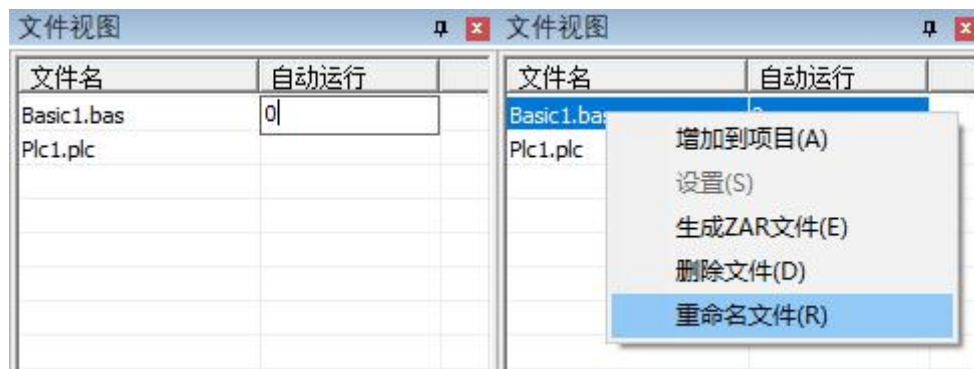 文件视图
文件名 自动运行
Basic1.bas 0
Plc1.plc
文件视图
文件名 自动运行
Basic1.bas
Plc1.plc
增加到项目(A)
设置(S)
生成ZAR文件(E)
删除文件(D)
重命名文件(R)